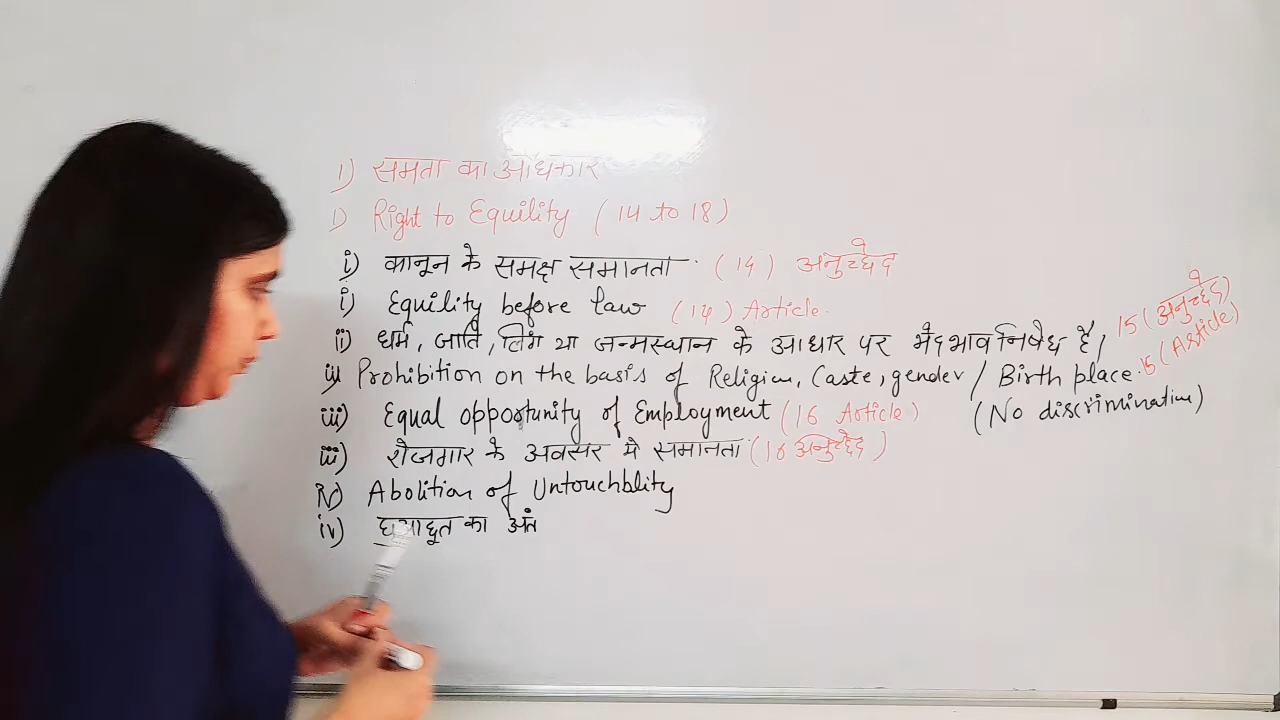 1) समता का अधिकार
1) Right to Equility (14 to 18)
i) कानून के समक्ष समानता (14) अनुच्छेद
i) Equility before law (14) Article.
ii) धर्म, जाति, लिंग या जन्मस्थान के आधार पर भेदभाव निषेध है, 15 (अनुच्छेद)
ii) Prohibition on the basis of Religion, Caste, gender / Birth place. 15 (Article)
iii) Equal opportunity of Employment (16 Article) (No discrimination)
iii) रोजगार के अवसर मे समानता (16 अनुच्छेद)
iv) Abolition of Untouchblity
iv) का अंत